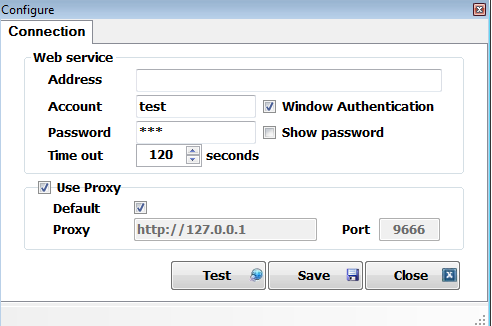 Configure
Connection
Web service
Address
Account test Window Authentication
Password *** Show password
Time out 120 seconds
Use Proxy
Default
Proxy http://127.0.0.1 Port 9666
Test Save Close